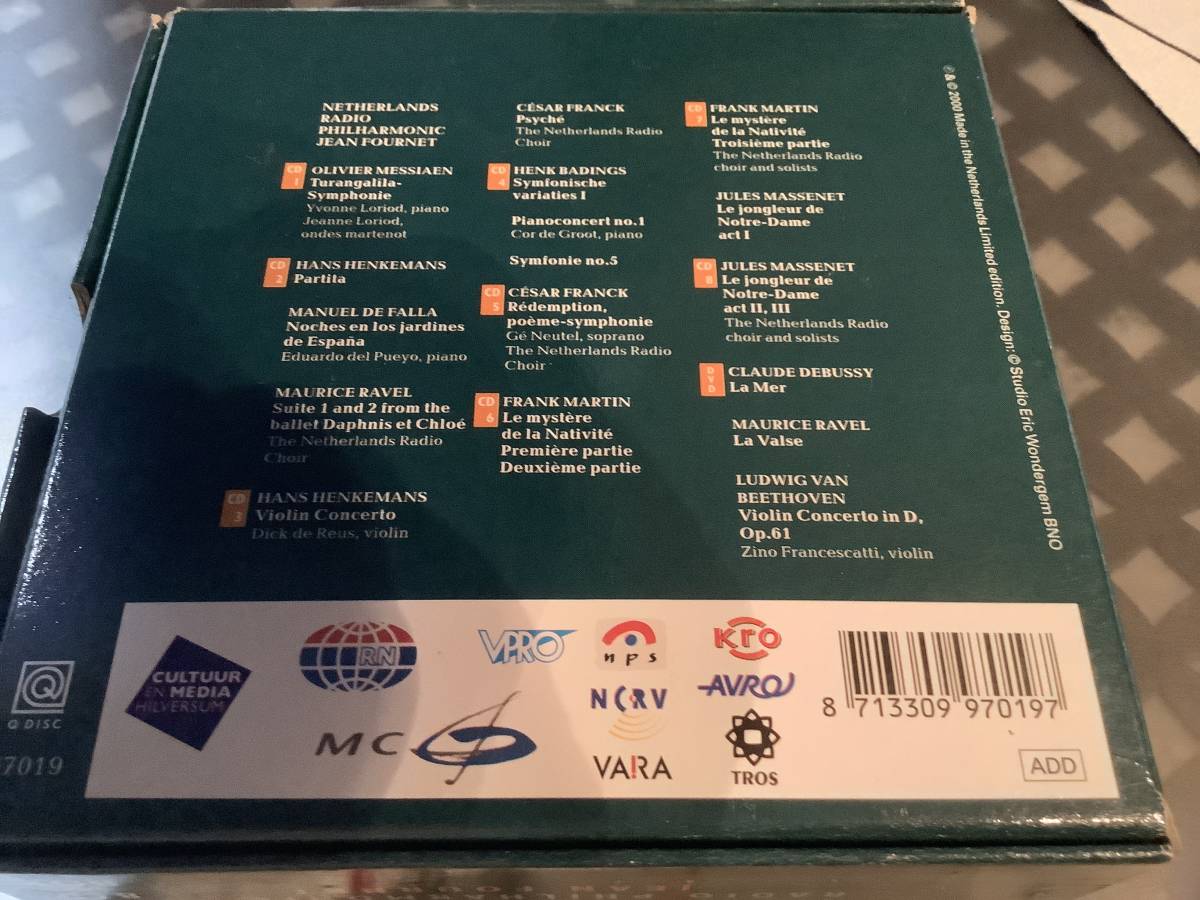 NETHERLANDS
RADIO
PHILHARMONIC
JEAN FOURNET
CD 1
OLIVIER MESSIAEN
Turangalila-
Symphonie
Yvonne Loriod, piano
Jeanne Loriod,
ondes martenot
CD 2
HANS HENKEMANS
Partita
MANUEL DE FALLA
Noches en los jardines
de España
Eduardo del Pueyo, piano
MAURICE RAVEL
Suite 1 and 2 from the
ballet Daphnis et Chloé
The Netherlands Radio
Choir
CD 3
HANS HENKEMANS
Violin Concerto
Dick de Reus, violin
CÉSAR FRANCK
Psyché
The Netherlands Radio
Choir
CD 4
HENK BADINGS
Symfonische
variaties I
Pianoconcert no.1
Cor de Groot, piano
Symfonie no.5
CD 5
CÉSAR FRANCK
Rédemption,
poème-symphonie
Gé Neutel, soprano
The Netherlands Radio
Choir
CD 6
FRANK MARTIN
Le mystère
de la Nativité
Première partie
Deuxième partie
CD 7
FRANK MARTIN
Le mystère
de la Nativité
Troisième partie
The Netherlands Radio
choir and solists
JULES MASSENET
Le jongleur de
Notre-Dame
act I
CD 8
JULES MASSENET
Le jongleur de
Notre-Dame
act II, III
The Netherlands Radio
choir and solists
DVD
CLAUDE DEBUSSY
La Mer
MAURICE RAVEL
La Valse
LUDWIG VAN
BEETHOVEN
Violin Concerto in D,
Op.61
Zino Francescatti, violin
℗ & © 2000 Made in the Netherlands Limited edition. Design: © Studio Eric Wondergem BNO
Q DISC
7019
CULTUUR
EN MEDIA
HILVERSUM
RN
MC
VPRO
nps
NCRV
VARA
KRO
AVRO
TROS
8 713309 970197
ADD